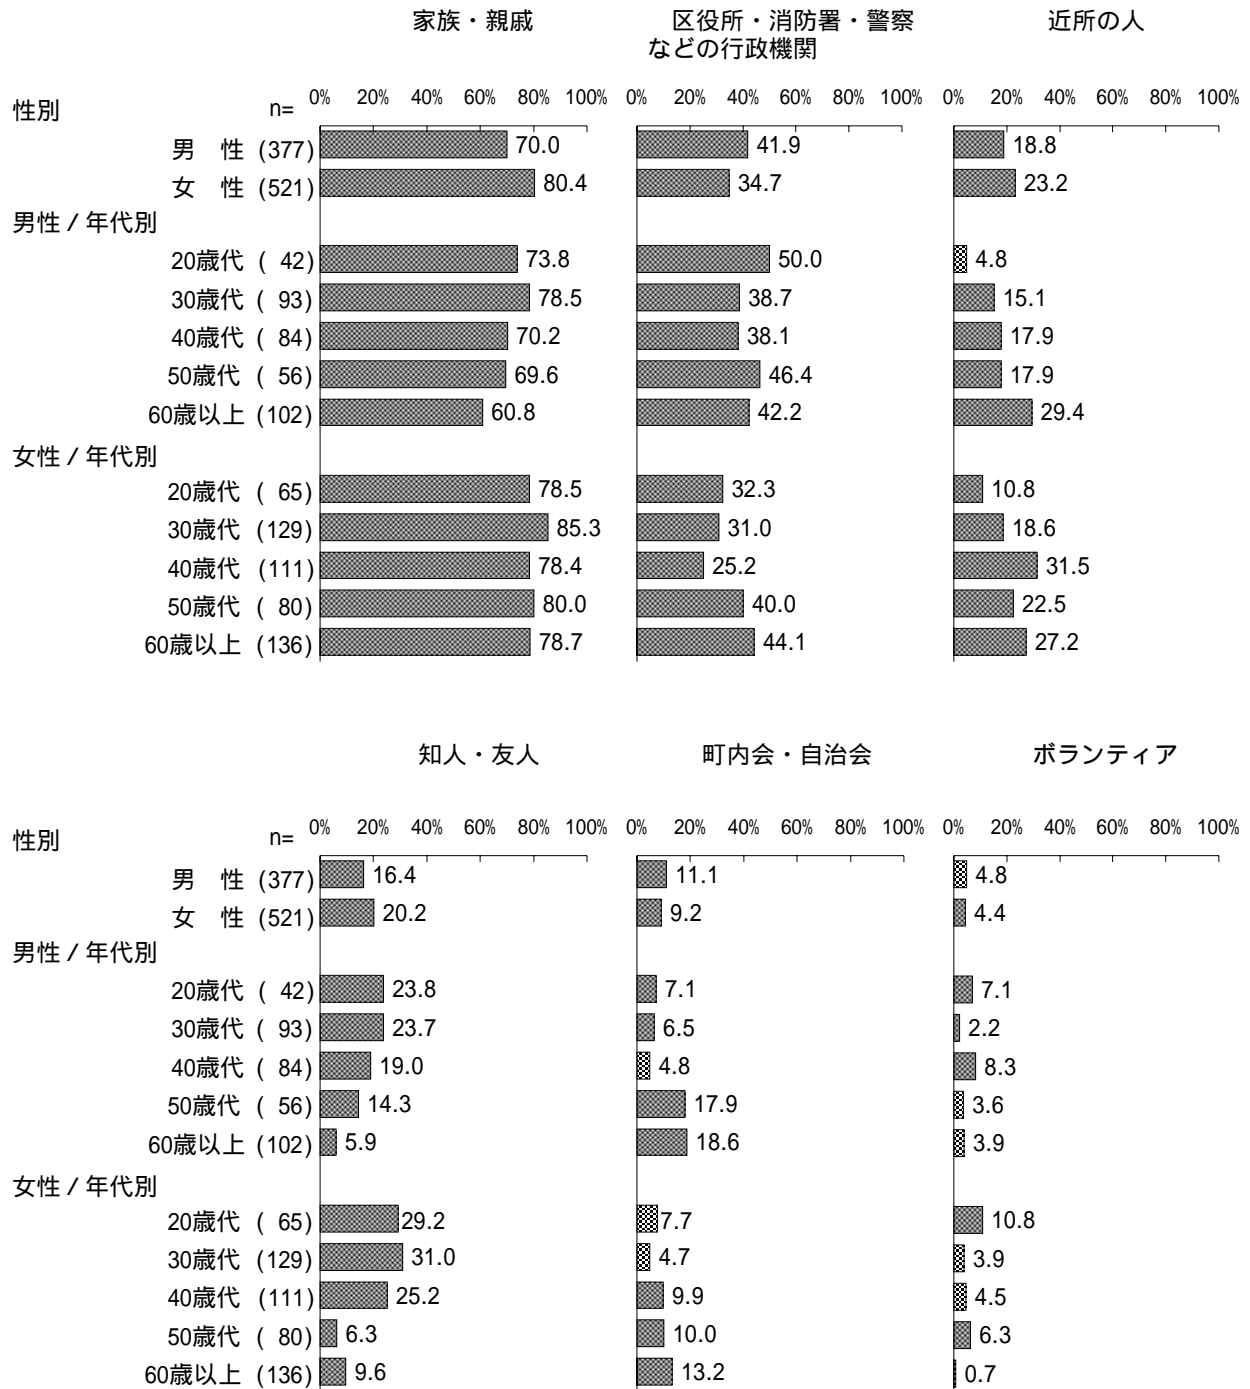 家族・親戚 区役所・消防署・警察 近所の人
などの行政機関
性別 n= 0% 20% 40% 60% 80% 100% 0% 20% 40% 60% 80% 100% 0% 20% 40% 60% 80% 100%
男 性 (377) 70.0 41.9 18.8
女 性 (521) 80.4 34.7 23.2
男性 / 年代別
20歳代 ( 42) 73.8 50.0 4.8
30歳代 ( 93) 78.5 38.7 15.1
40歳代 ( 84) 70.2 38.1 17.9
50歳代 ( 56) 69.6 46.4 17.9
60歳以上 (102) 60.8 42.2 29.4
女性 / 年代別
20歳代 ( 65) 78.5 32.3 10.8
30歳代 (129) 85.3 31.0 18.6
40歳代 (111) 78.4 25.2 31.5
50歳代 ( 80) 80.0 40.0 22.5
60歳以上 (136) 78.7 44.1 27.2
知人・友人 町内会・自治会 ボランティア
性別 n= 0% 20% 40% 60% 80% 100% 0% 20% 40% 60% 80% 100% 0% 20% 40% 60% 80% 100%
男 性 (377) 16.4 11.1 4.8
女 性 (521) 20.2 9.2 4.4
男性 / 年代別
20歳代 ( 42) 23.8 7.1 7.1
30歳代 ( 93) 23.7 6.5 2.2
40歳代 ( 84) 19.0 4.8 8.3
50歳代 ( 56) 14.3 17.9 3.6
60歳以上 (102) 5.9 18.6 3.9
女性 / 年代別
20歳代 ( 65) 29.2 7.7 10.8
30歳代 (129) 31.0 4.7 3.9
40歳代 (111) 25.2 9.9 4.5
50歳代 ( 80) 6.3 10.0 6.3
60歳以上 (136) 9.6 13.2 0.7